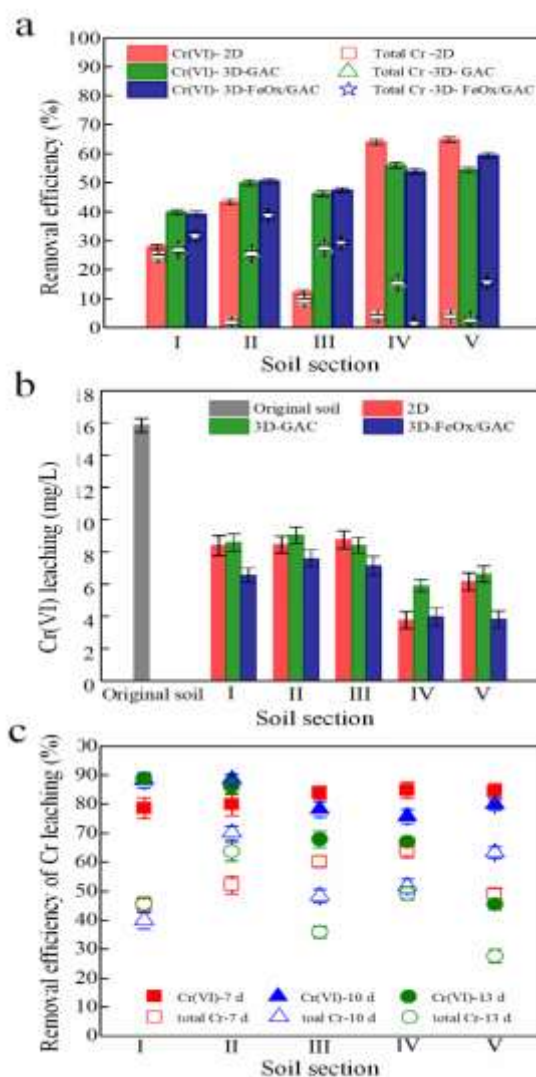 a
100
90
80
70
60
50
40
30
20
10
0
Removal efficiency (%)
Cr(VI)- 2D
Cr(VI)- 3D-GAC
Cr(VI)- 3D-FeOx/GAC
Total Cr -2D
Total Cr -3D- GAC
Total Cr -3D- FeOx/GAC
I II III IV V
Soil section
b
18
16
14
12
10
8
6
4
2
0
Cr(VI) leaching (mg/L)
Original soil 2D
3D-GAC 3D-FeOx/GAC
Original soil I II III IV V
Soil section
c
30
90
80
70
60
50
40
30
20
10
00
Removal efficiency of Cr leaching (%)
Cr(VI)-7 d Cr(VI)-10 d Cr(VI)-13 d
total Cr-7 d toal Cr-10 d total Cr-13 d
I II III IV V
Soil section